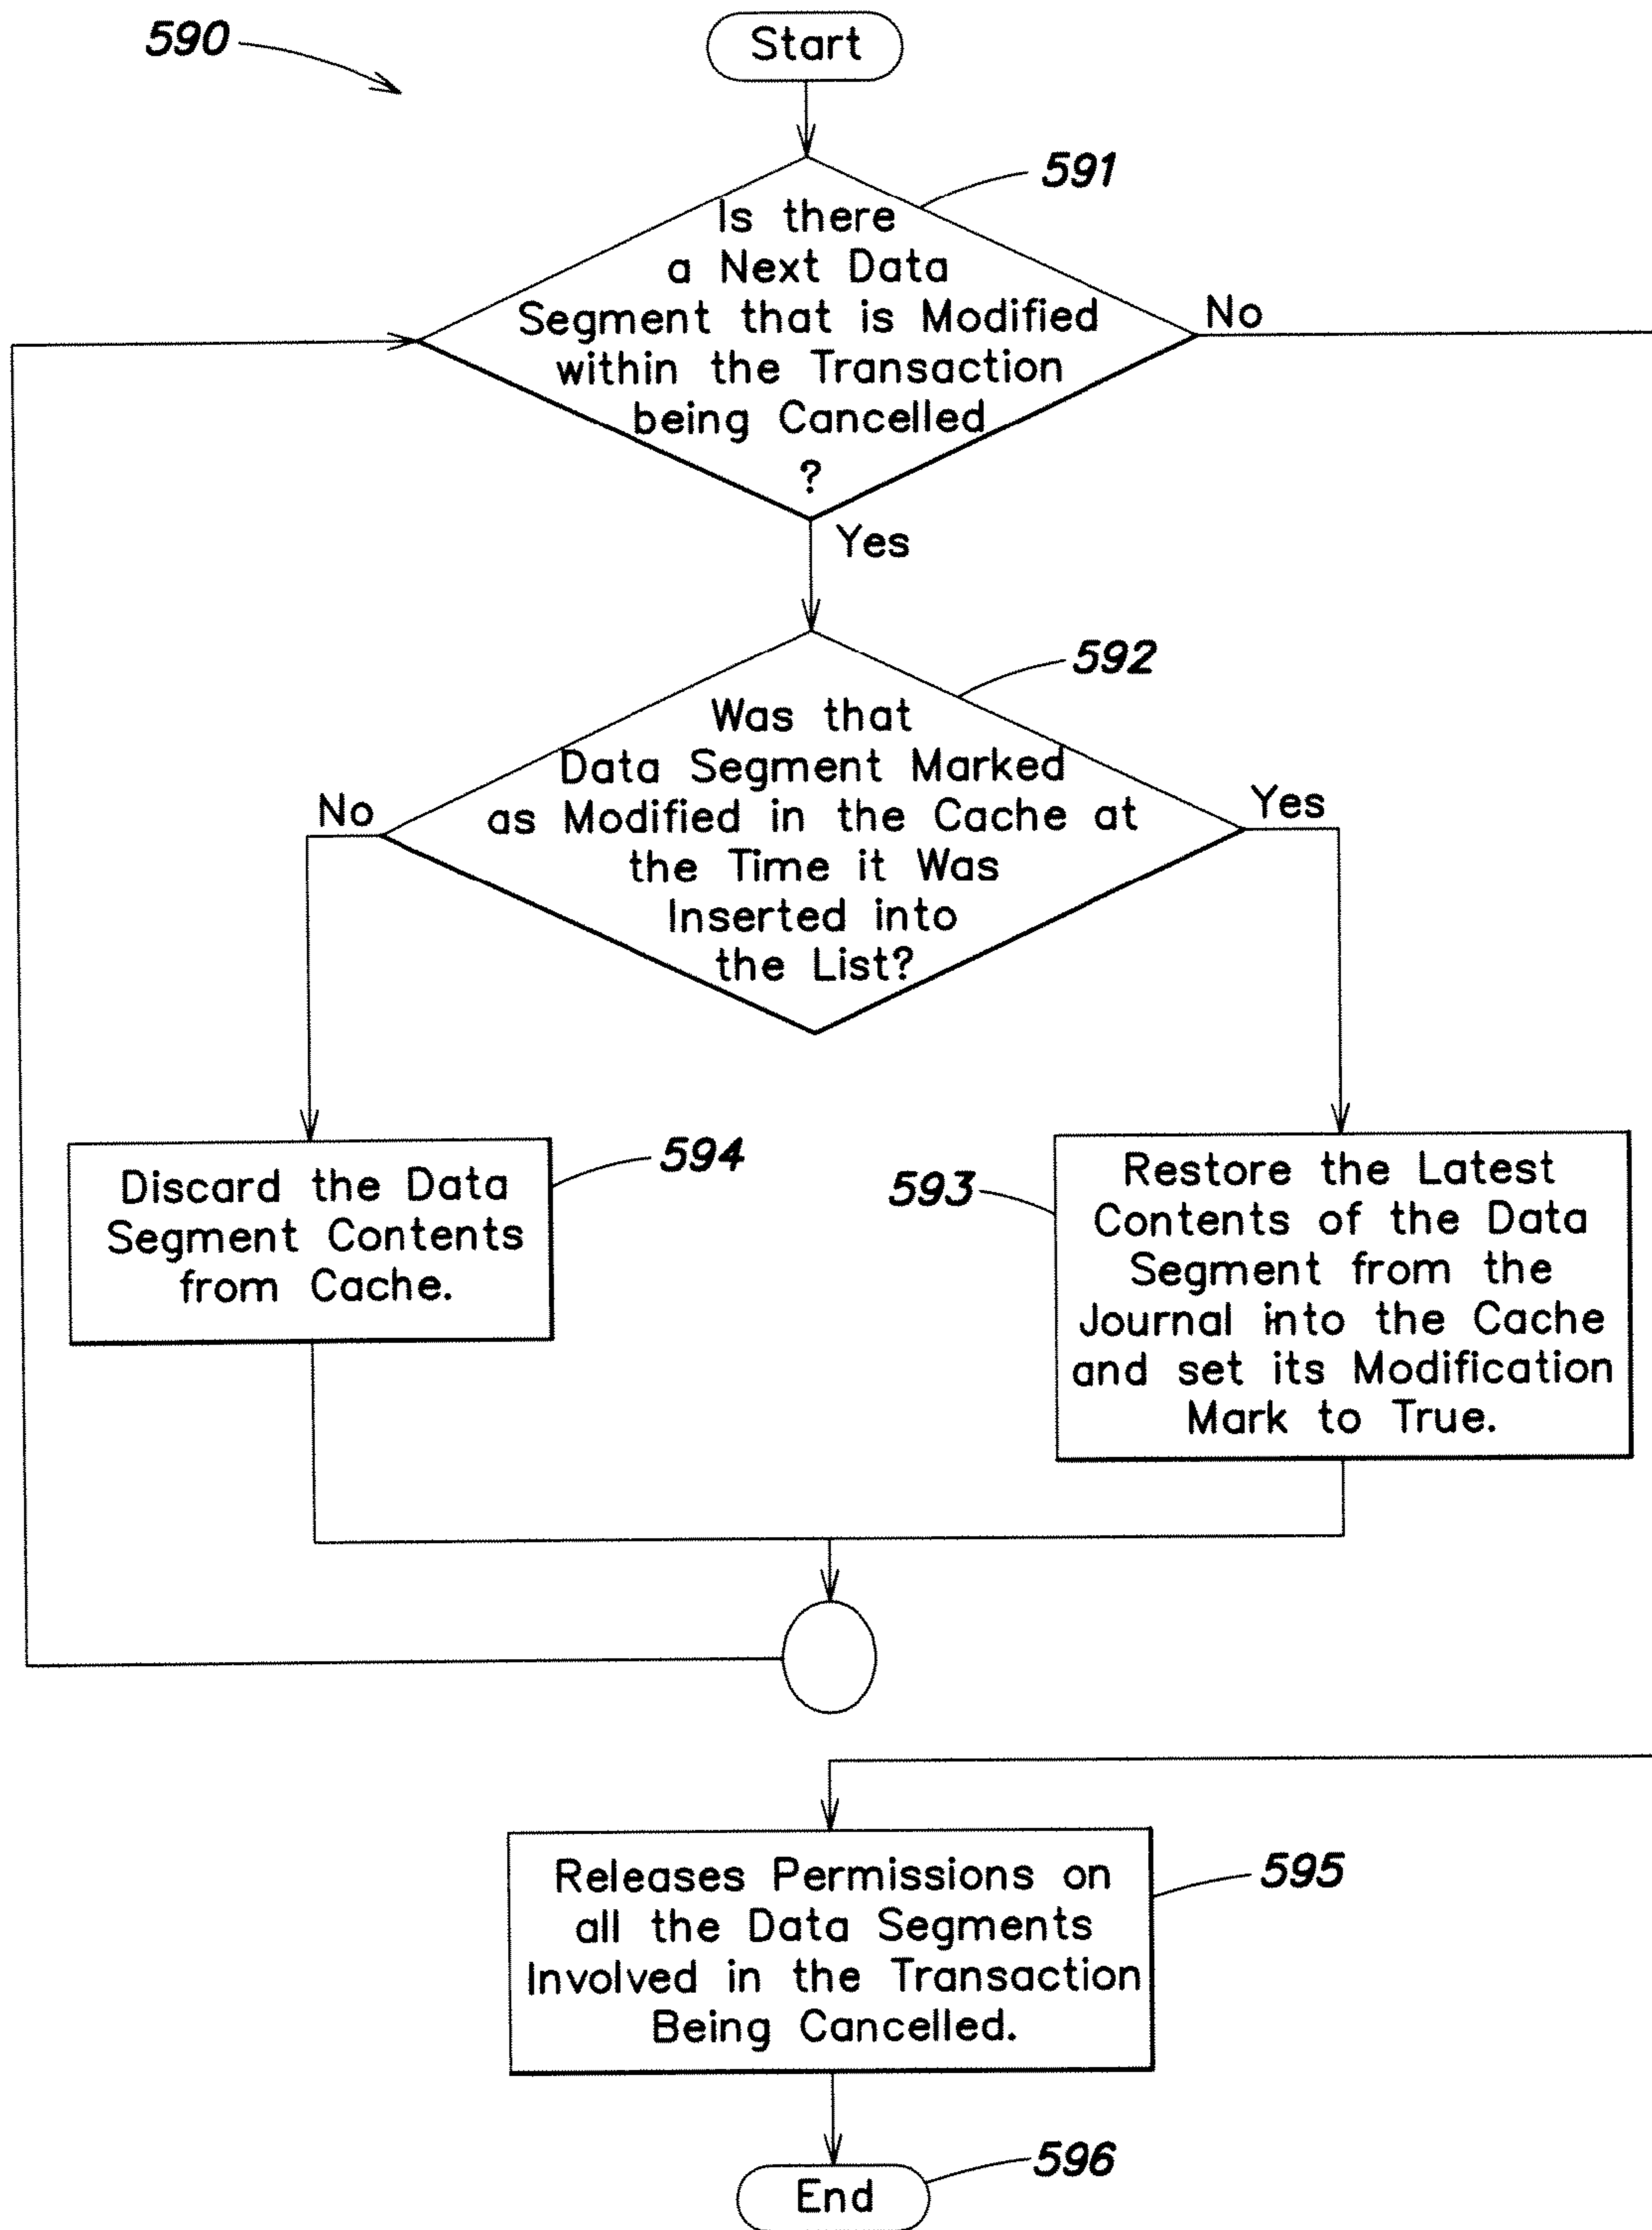 590
Start
591
Is there
a Next Data
Segment that is Modified
within the Transaction
being Cancelled
?
No
Yes
592
Was that
Data Segment Marked
as Modified in the Cache at
the Time it Was
Inserted into
the List?
No
Yes
594
Discard the Data
Segment Contents
from Cache.
593
Restore the Latest
Contents of the Data
Segment from the
Journal into the Cache
and set its Modification
Mark to True.
Releases Permissions on
all the Data Segments
Involved in the Transaction
Being Cancelled.
595
596
End